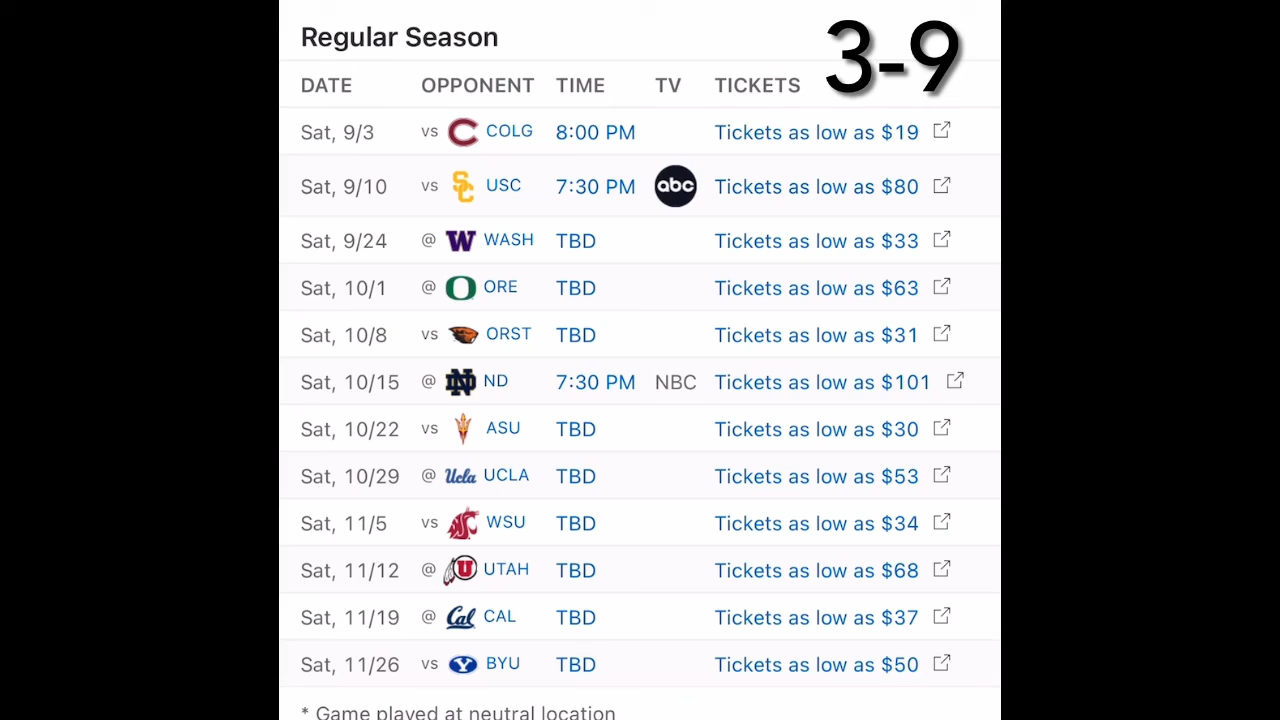 Regular Season
3-9
DATE OPPONENT TIME TV TICKETS
Sat, 9/3 vs C COLG 8:00 PM Tickets as low as $19
Sat, 9/10 vs SC USC 7:30 PM abc Tickets as low as $80
Sat, 9/24 @ W WASH TBD Tickets as low as $33
Sat, 10/1 @ O ORE TBD Tickets as low as $63
Sat, 10/8 vs ORST TBD Tickets as low as $31
Sat, 10/15 @ ND ND 7:30 PM NBC Tickets as low as $101
Sat, 10/22 vs ASU TBD Tickets as low as $30
Sat, 10/29 @ Ucla UCLA TBD Tickets as low as $53
Sat, 11/5 vs WSU TBD Tickets as low as $34
Sat, 11/12 @ U UTAH TBD Tickets as low as $68
Sat, 11/19 @ Cal CAL TBD Tickets as low as $37
Sat, 11/26 vs Y BYU TBD Tickets as low as $50
* Game played at neutral location